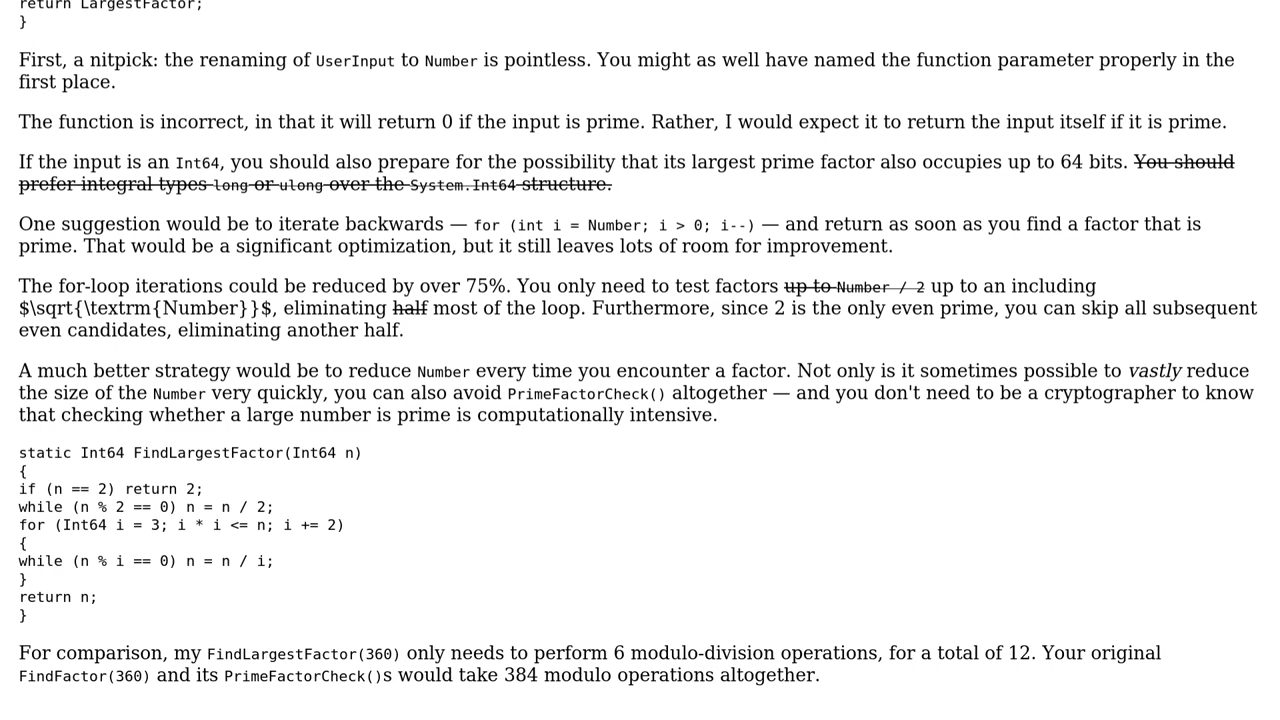 return LargestFactor;
}
First, a nitpick: the renaming of UserInput to Number is pointless. You might as well have named the function parameter properly in the
first place.
The function is incorrect, in that it will return 0 if the input is prime. Rather, I would expect it to return the input itself if it is prime.
If the input is an Int64, you should also prepare for the possibility that its largest prime factor also occupies up to 64 bits. You should
prefer integral types long or ulong over the System.Int64 structure.
One suggestion would be to iterate backwards — for (int i = Number; i > 0; i--) — and return as soon as you find a factor that is
prime. That would be a significant optimization, but it still leaves lots of room for improvement.
The for-loop iterations could be reduced by over 75%. You only need to test factors up to Number / 2 up to an including
$\sqrt{\textrm{Number}}$, eliminating half most of the loop. Furthermore, since 2 is the only even prime, you can skip all subsequent
even candidates, eliminating another half.
A much better strategy would be to reduce Number every time you encounter a factor. Not only is it sometimes possible to vastly reduce
the size of the Number very quickly, you can also avoid PrimeFactorCheck() altogether — and you don't need to be a cryptographer to know
that checking whether a large number is prime is computationally intensive.
static Int64 FindLargestFactor(Int64 n)
{
if (n == 2) return 2;
while (n % 2 == 0) n = n / 2;
for (Int64 i = 3; i * i <= n; i += 2)
{
while (n % i == 0) n = n / i;
}
return n;
}
For comparison, my FindLargestFactor(360) only needs to perform 6 modulo-division operations, for a total of 12. Your original
FindFactor(360) and its PrimeFactorCheck()s would take 384 modulo operations altogether.